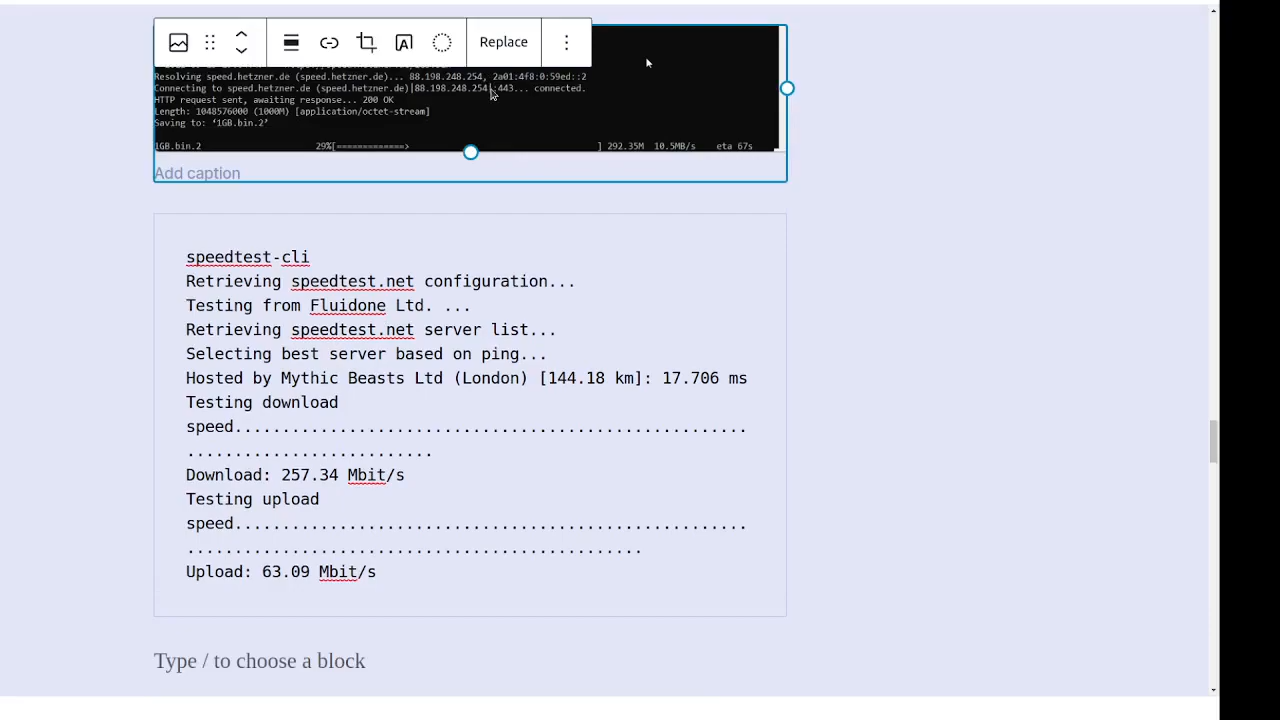 Replace
Resolving speed.hetzner.de (speed.hetzner.de)... 88.198.248.254, 2a01:4f8:0:59ed::2
Connecting to speed.hetzner.de (speed.hetzner.de)|88.198.248.254|:443... connected.
HTTP request sent, awaiting response... 200 OK
Length: 1048576000 (1000M) [application/octet-stream]
Saving to: ‘1GB.bin.2’
1GB.bin.2 29%[=============> ] 292.35M 10.5MB/s eta 67s
Add caption
speedtest-cli
Retrieving speedtest.net configuration...
Testing from Fluidone Ltd. ...
Retrieving speedtest.net server list...
Selecting best server based on ping...
Hosted by Mythic Beasts Ltd (London) [144.18 km]: 17.706 ms
Testing download
speed......................................................
..........................
Download: 257.34 Mbit/s
Testing upload
speed......................................................
................................................
Upload: 63.09 Mbit/s
Type / to choose a block